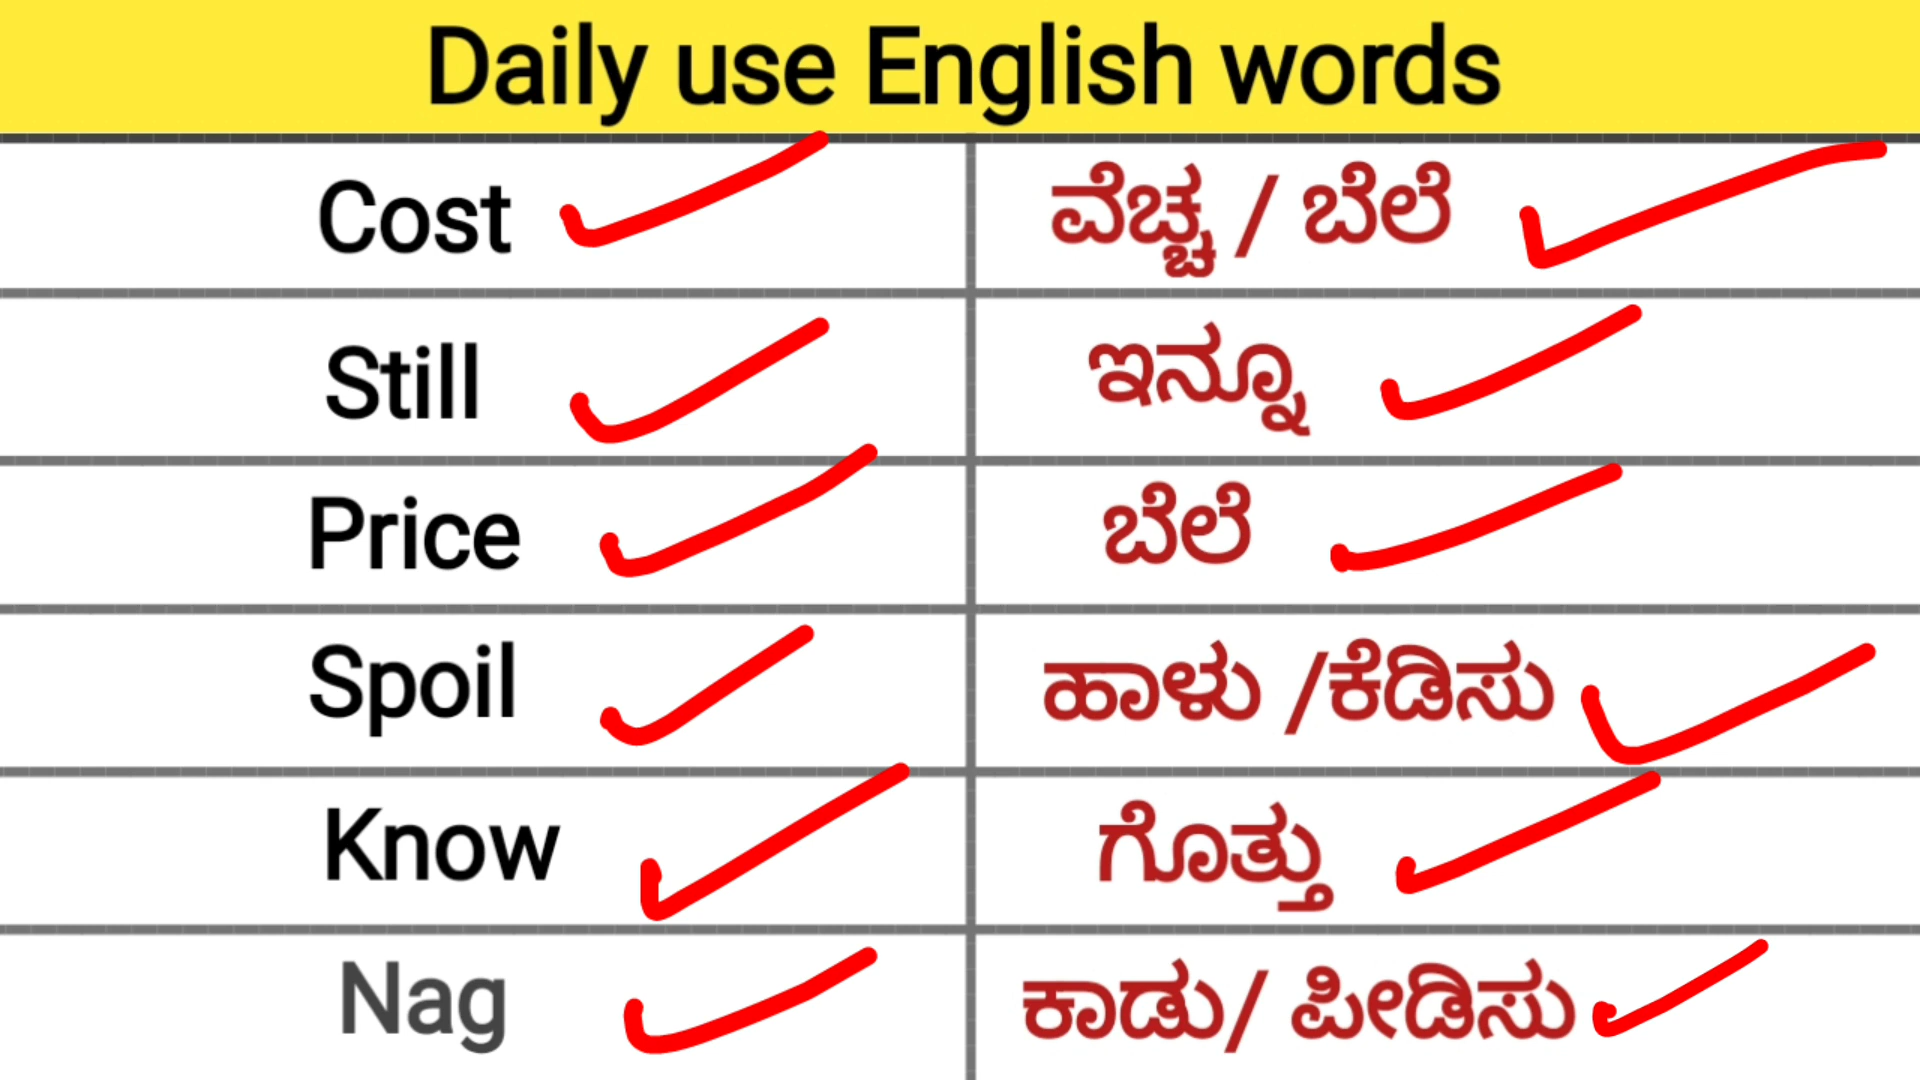 Daily use English words
Cost ವೆಚ್ಚ / ಬೆಲೆ
Still ಇನ್ನೂ
Price ಬೆಲೆ
Spoil ಹಾಳು /ಕೆಡಿಸು
Know ಗೊತ್ತು
Nag ಕಾಡು/ ಪೀಡಿಸು